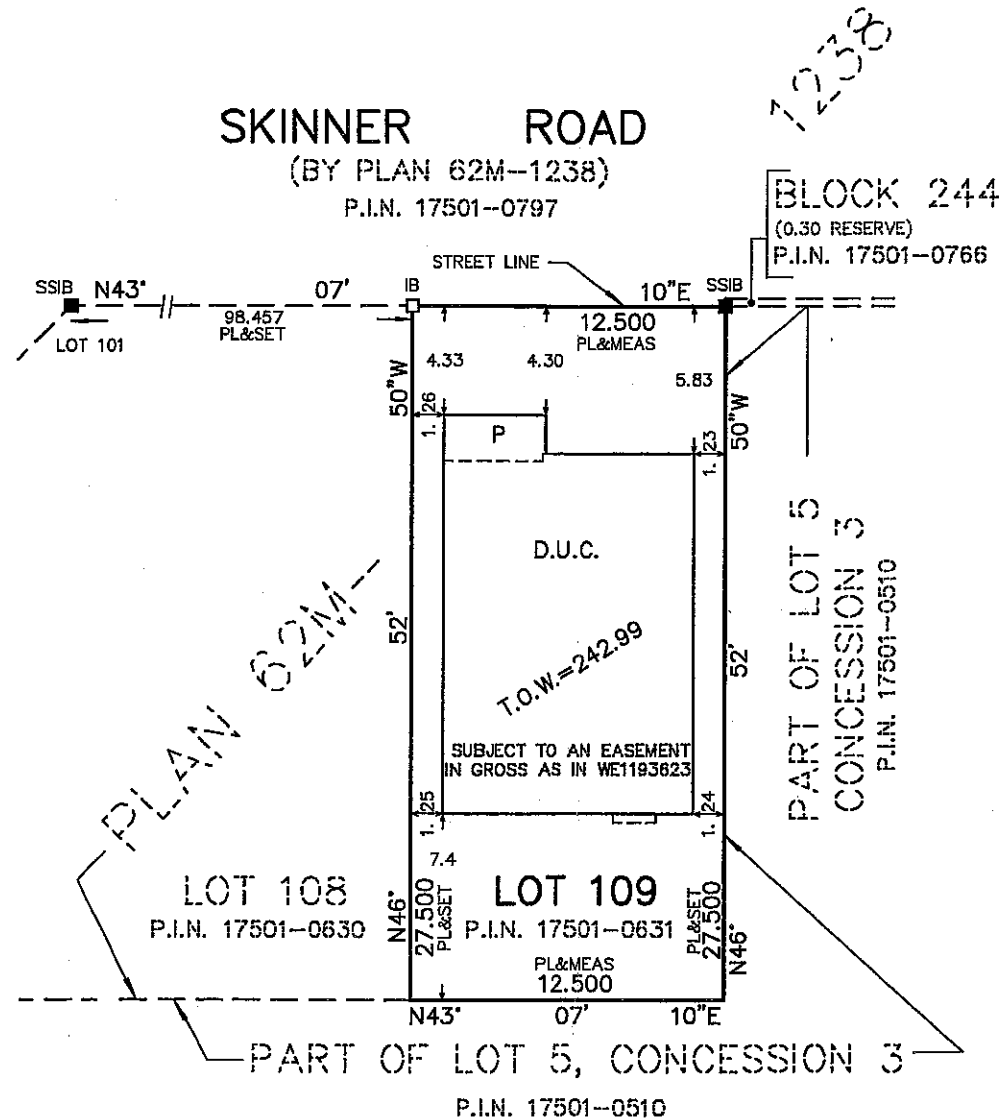 1238
SKINNER ROAD
(BY PLAN 62M-1238)
P.I.N. 17501-0797
BLOCK 244
(0.30 RESERVE)
P.I.N. 17501-0766
STREET LINE
SSIB N43° 07' IB 10"E SSIB
98.457
PL&SET
LOT 101
12.500
PL&MEAS
4.33 4.30 5.83
50"W 50"W
1.26
P
1.23
D.U.C.
52' 52'
T.O.W.=242.99
PART OF LOT 5
CONCESSION 3
P.I.N. 17501-0510
PLAN 62M-
SUBJECT TO AN EASEMENT
IN GROSS AS IN WE1193623
1.25 1.24
7.4
LOT 108
P.I.N. 17501-0630
LOT 109
P.I.N. 17501-0631
N46° 27.500 PL&SET
PL&SET 27.500 N46°
PL&MEAS
12.500
N43° 07' 10"E
PART OF LOT 5, CONCESSION 3
P.I.N. 17501-0510